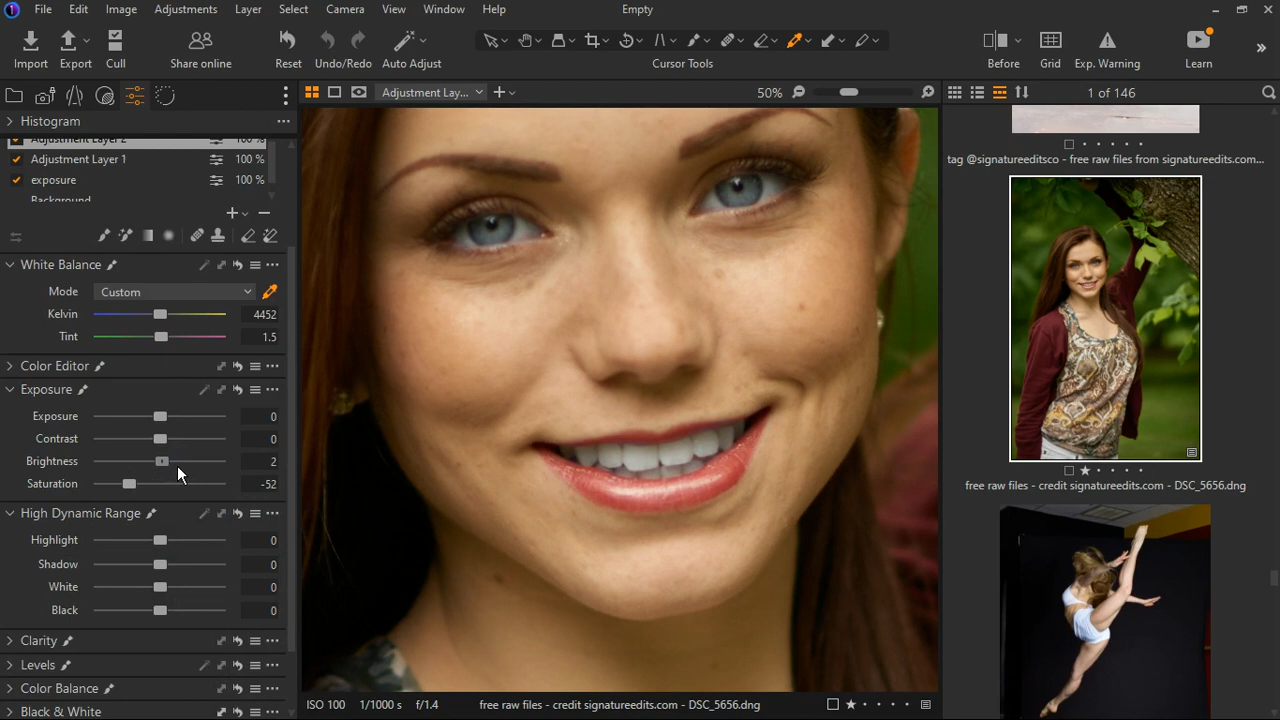 File Edit Image Adjustments Layer Select Camera View Window Help Empty
Import Export Cull Share online Reset Undo/Redo Auto Adjust Cursor Tools Before Grid Exp. Warning Learn
Adjustment Lay... 50% 1 of 146
Histogram
Adjustment Layer 2 100 %
Adjustment Layer 1 100 %
exposure 100 %
Background
White Balance
Mode Custom
Kelvin 4452
Tint 1.5
Color Editor
Exposure
Exposure 0
Contrast 0
Brightness 2
Saturation -52
High Dynamic Range
Highlight 0
Shadow 0
White 0
Black 0
Clarity
Levels
Color Balance
Black & White
ISO 100 1/1000 s f/1.4 free raw files - credit signatureedits.com - DSC_5656.dng
tag @signatureeditsco - free raw files from signatureedits.com...
free raw files - credit signatureedits.com - DSC_5656.dng